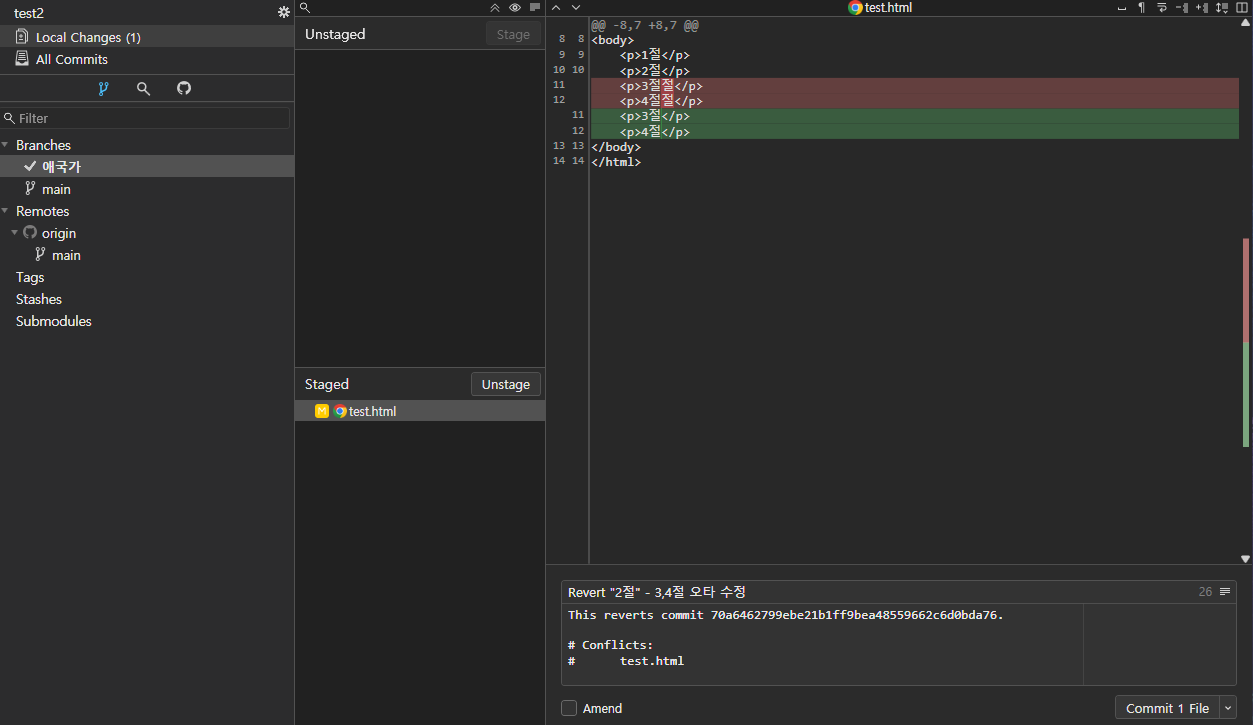 test2
Local Changes (1)
All Commits
Filter
Branches
애국가
main
Remotes
origin
main
Tags
Stashes
Submodules
Unstaged
Stage
Staged
Unstage
M test.html
test.html
@@ -8,7 +8,7 @@
8 8 <body>
9 9 <p>1절</p>
10 10 <p>2절</p>
11 <p>3절절</p>
12 <p>4절절</p>
11 <p>3절</p>
12 <p>4절</p>
13 13 </body>
14 14 </html>
Revert "2절" - 3,4절 오타 수정 26
This reverts commit 70a6462799ebe21b1ff9bea48559662c6d0bda76.
# Conflicts:
# test.html
Amend
Commit 1 File